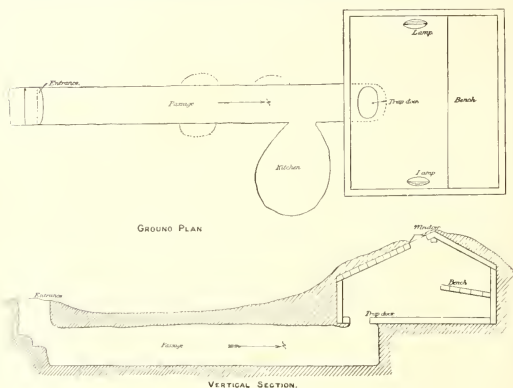 Lamp.
Entrance.
Passage
Trap door
Bench
Kitchen
Lamp
GROUND PLAN
Window
Entrance
Bench
Trap door
Passage
VERTICAL SECTION.